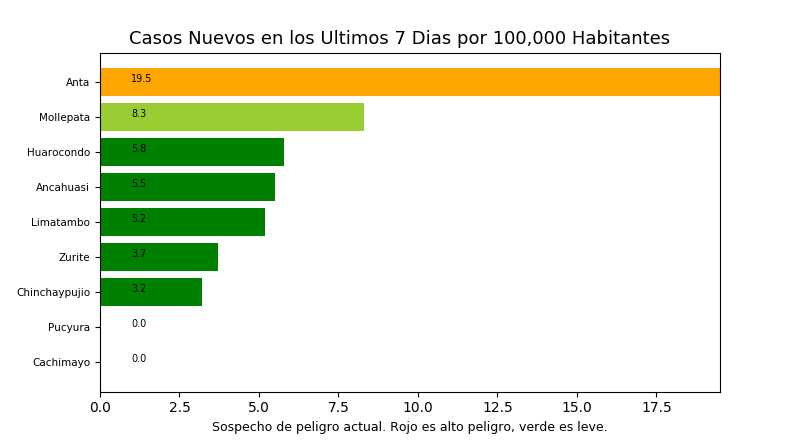 Casos Nuevos en los Ultimos 7 Dias por 100,000 Habitantes
Anta 19.5
Mollepata 8.3
Huarocondo 5.8
Ancahuasi 5.5
Limatambo 5.2
Zurite 3.7
Chinchaypujio 3.2
Pucyura 0.0
Cachimayo 0.0
0.0 2.5 5.0 7.5 10.0 12.5 15.0 17.5
Sospecho de peligro actual. Rojo es alto peligro, verde es leve.